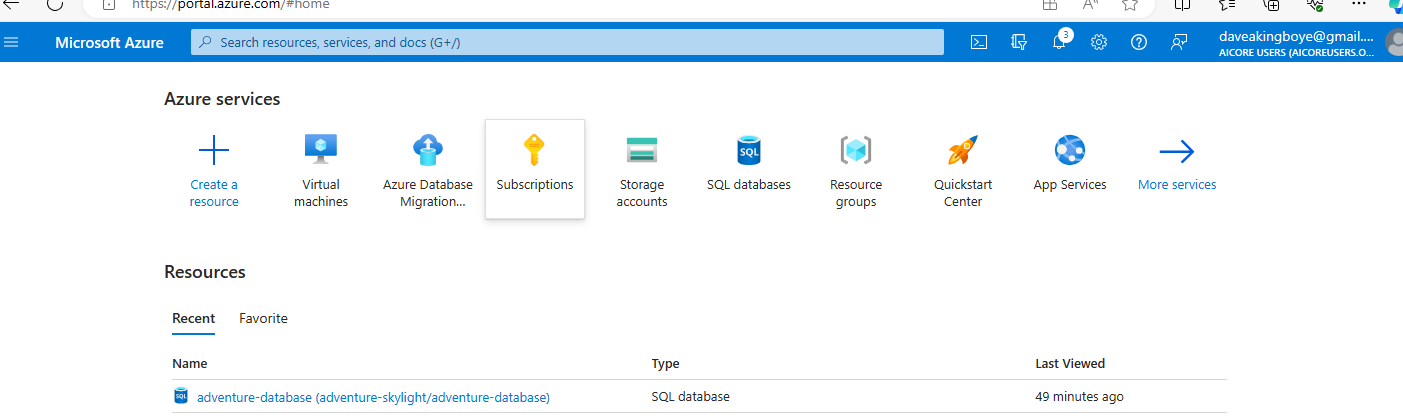 https://portal.azure.com/#home
Microsoft Azure
Search resources, services, and docs (G+/)
3
daveakingboye@gmail....
AICORE USERS (AICOREUSERS.O...
Azure services
Create a
resource
Virtual
machines
Azure Database
Migration...
Subscriptions
Storage
accounts
SQL
SQL databases
Resource
groups
Quickstart
Center
App Services
More services
Resources
Recent Favorite
Name Type Last Viewed
SQL adventure-database (adventure-skylight/adventure-database) SQL database 49 minutes ago